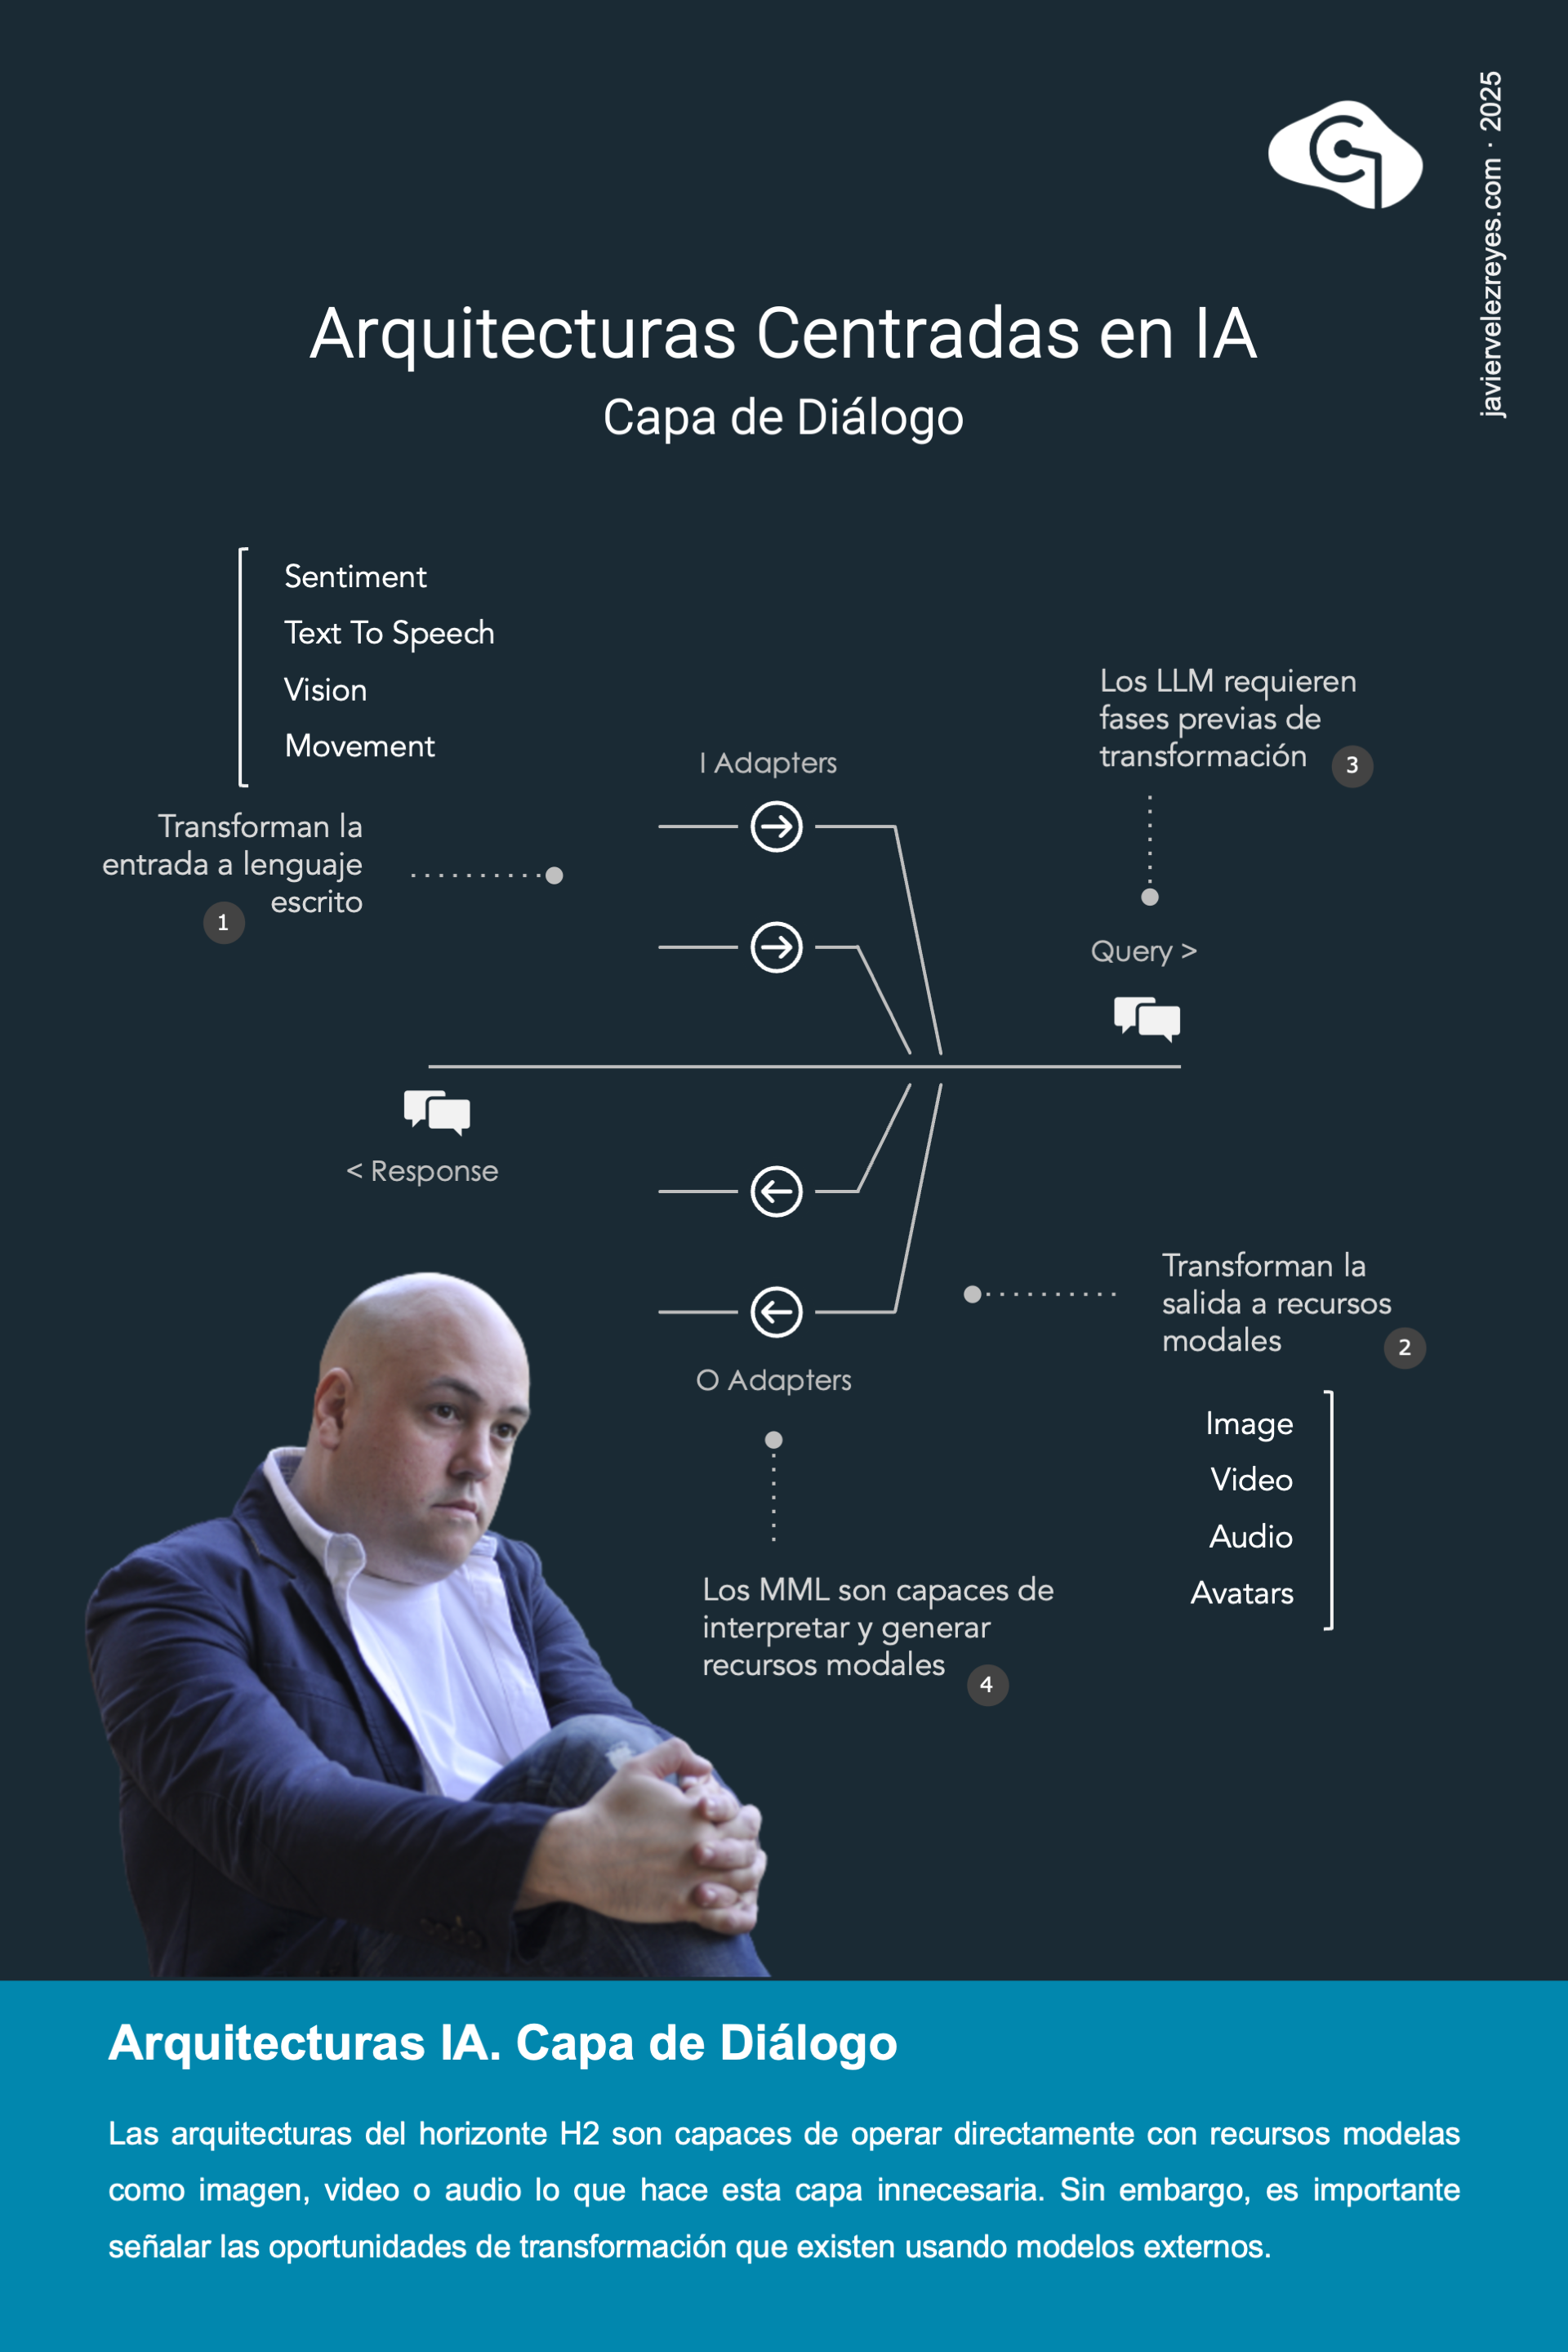 javiervelezreyes.com · 2025
Arquitecturas Centradas en IA
Capa de Diálogo
Sentiment
Text To Speech
Vision
Movement
Transforman la
entrada a lenguaje
escrito
1
I Adapters
Los LLM requieren
fases previas de
transformación
3
Query >
< Response
O Adapters
Transforman la
salida a recursos
modales
2
Image
Video
Audio
Avatars
Los MML son capaces de
interpretar y generar
recursos modales
4
Arquitecturas IA. Capa de Diálogo
Las arquitecturas del horizonte H2 son capaces de operar directamente con recursos modelas
como imagen, video o audio lo que hace esta capa innecesaria. Sin embargo, es importante
señalar las oportunidades de transformación que existen usando modelos externos.